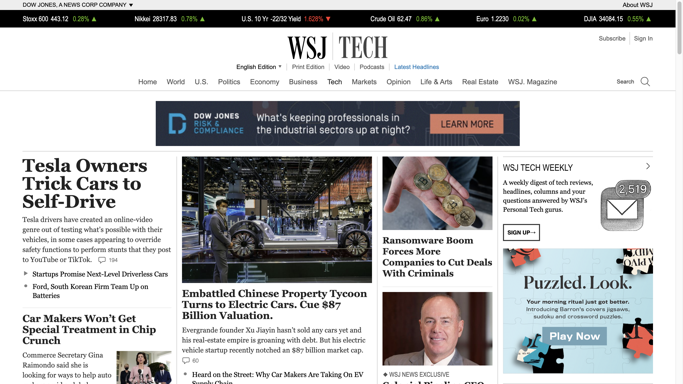 DOW JONES, A NEWS CORP COMPANY ▼
About WSJ
Stoxx 600 443.12 0.28% ▲
Nikkei 28317.83 0.78% ▲
U.S. 10 Yr -22/32 Yield 1.628% ▼
Crude Oil 62.47 0.86% ▲
Euro 1.2230 0.02% ▲
DJIA 34084.15 0.55% ▲
WSJ TECH
Subscribe | Sign In
English Edition ▼ | Print Edition | Video | Podcasts | Latest Headlines
Home World U.S. Politics Economy Business Tech Markets Opinion Life & Arts Real Estate WSJ. Magazine
Search
DOW JONES
RISK &
COMPLIANCE
What's keeping professionals in
the industrial sectors up at night?
LEARN MORE
Tesla Owners
Trick Cars to
Self-Drive
Tesla drivers have created an online-video
genre out of testing what's possible with their
vehicles, in some cases appearing to override
safety functions to perform stunts that they post
to YouTube or TikTok. 194
Startups Promise Next-Level Driverless Cars
Ford, South Korean Firm Team Up on
Batteries
Car Makers Won't Get
Special Treatment in Chip
Crunch
Commerce Secretary Gina
Raimondo said she is
looking for ways to help auto
Embattled Chinese Property Tycoon
Turns to Electric Cars. Cue $87
Billion Valuation.
Evergrande founder Xu Jiayin hasn't sold any cars yet and
his real-estate empire is groaning with debt. But his electric
vehicle startup recently notched an $87 billion market cap.
60
Heard on the Street: Why Car Makers Are Taking On EV
Supply Chain
Ransomware Boom
Forces More
Companies to Cut Deals
With Criminals
WSJ NEWS EXCLUSIVE
Colonial Pipeline CEO
WSJ TECH WEEKLY
A weekly digest of tech reviews,
headlines, columns and your
questions answered by WSJ's
Personal Tech gurus.
2,519
SIGN UP→
Puzzled. Look.
Your morning ritual just got better.
Introducing Barron's covers jigsaws,
sudoku and crossword puzzles.
Play Now